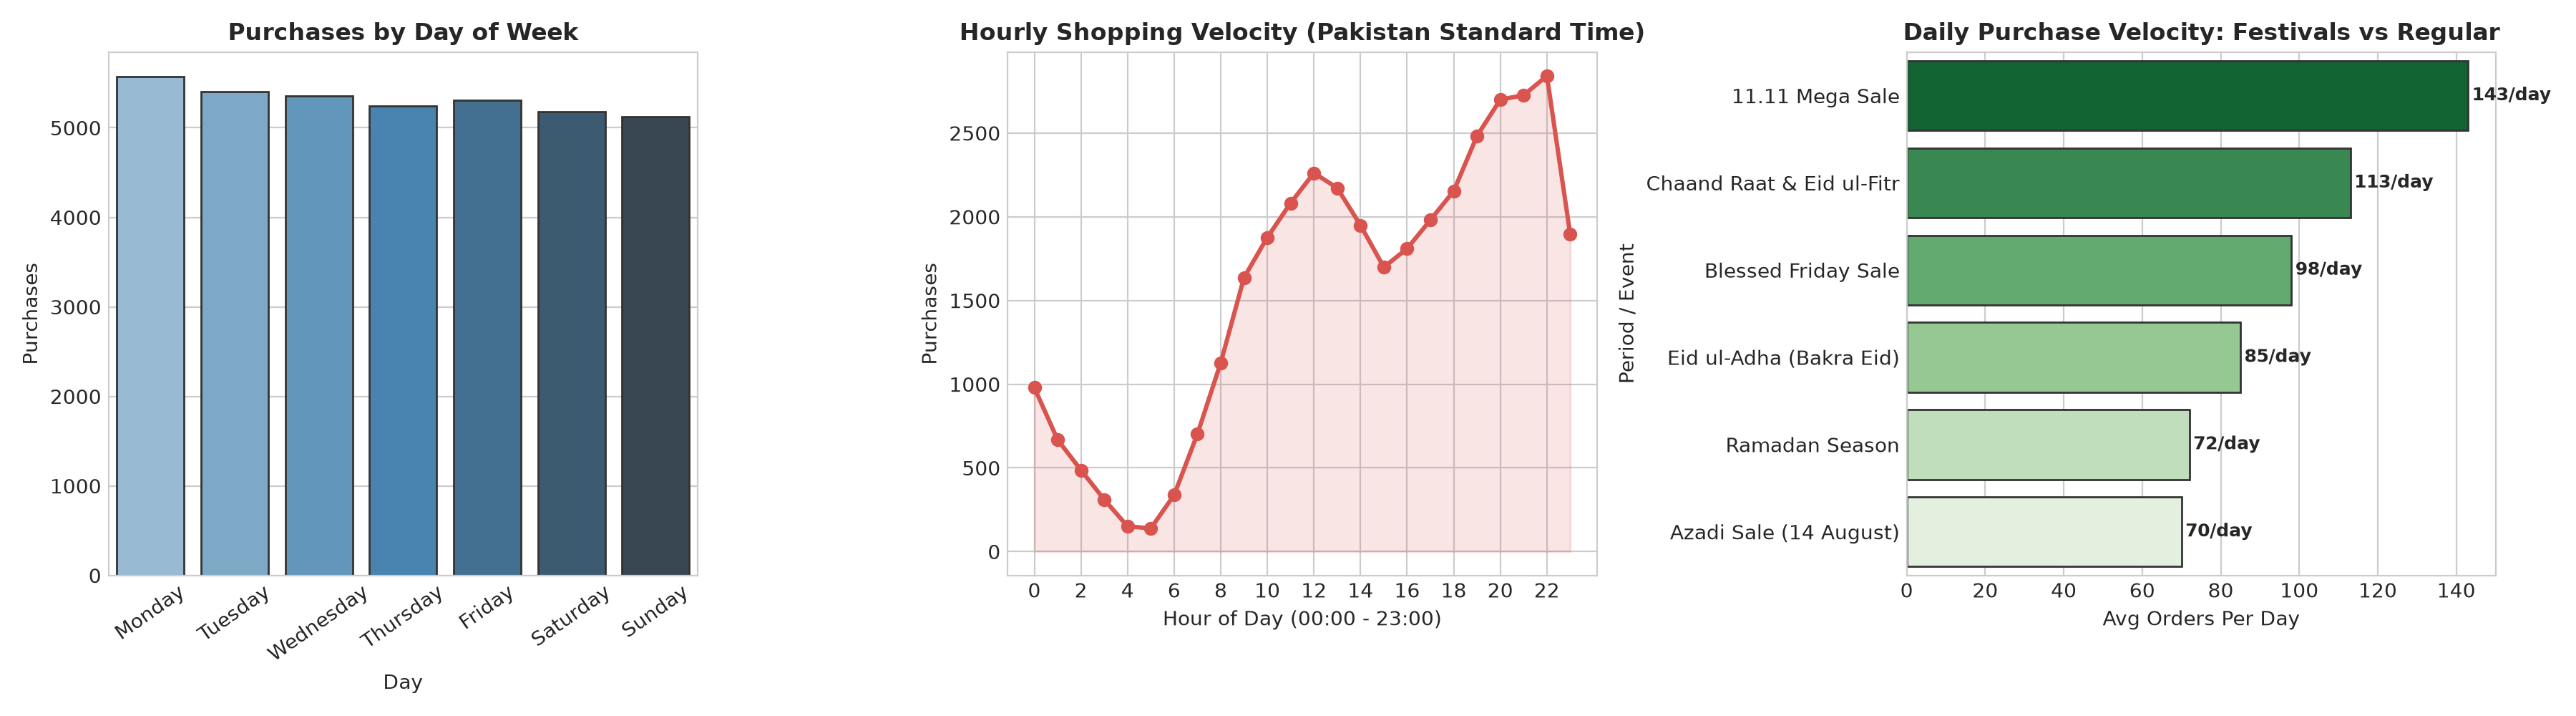 Purchases by Day of Week
Purchases
5000
4000
3000
2000
1000
0
Monday
Tuesday
Wednesday
Thursday
Friday
Saturday
Sunday
Day
Hourly Shopping Velocity (Pakistan Standard Time)
Purchases
2500
2000
1500
1000
500
0
0 2 4 6 8 10 12 14 16 18 20 22
Hour of Day (00:00 - 23:00)
Daily Purchase Velocity: Festivals vs Regular
Period / Event
11.11 Mega Sale 143/day
Chaand Raat & Eid ul-Fitr 113/day
Blessed Friday Sale 98/day
Eid ul-Adha (Bakra Eid) 85/day
Ramadan Season 72/day
Azadi Sale (14 August) 70/day
0 20 40 60 80 100 120 140
Avg Orders Per Day